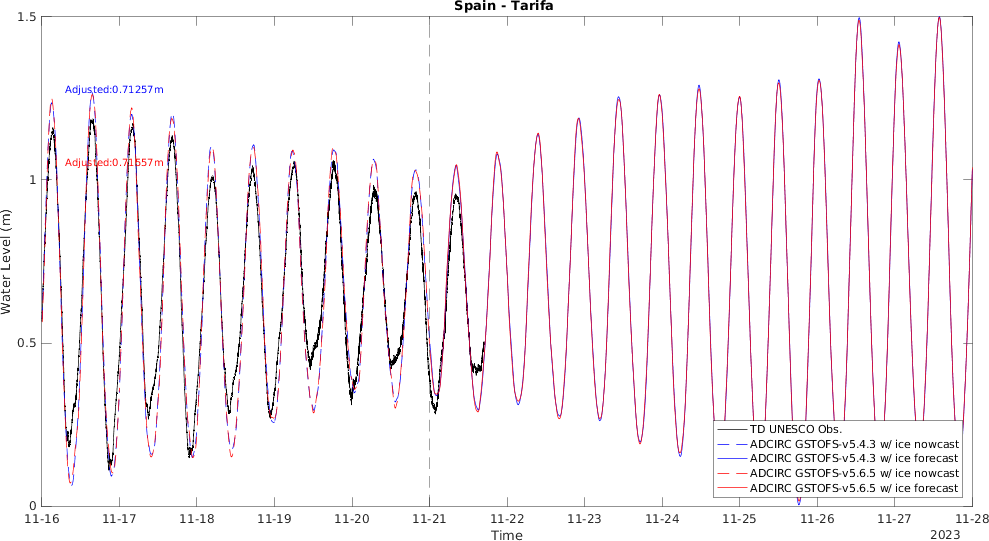 Spain - Tarifa
1.5
1
0.5
0
Water Level (m)
Adjusted:0.71257m
Adjusted:0.71557m
TD UNESCO Obs.
ADCIRC GSTOFS-v5.4.3 w/ ice nowcast
ADCIRC GSTOFS-v5.4.3 w/ ice forecast
ADCIRC GSTOFS-v5.6.5 w/ ice nowcast
ADCIRC GSTOFS-v5.6.5 w/ ice forecast
11-16 11-17 11-18 11-19 11-20 11-21 11-22 11-23 11-24 11-25 11-26 11-27 11-28
Time
2023